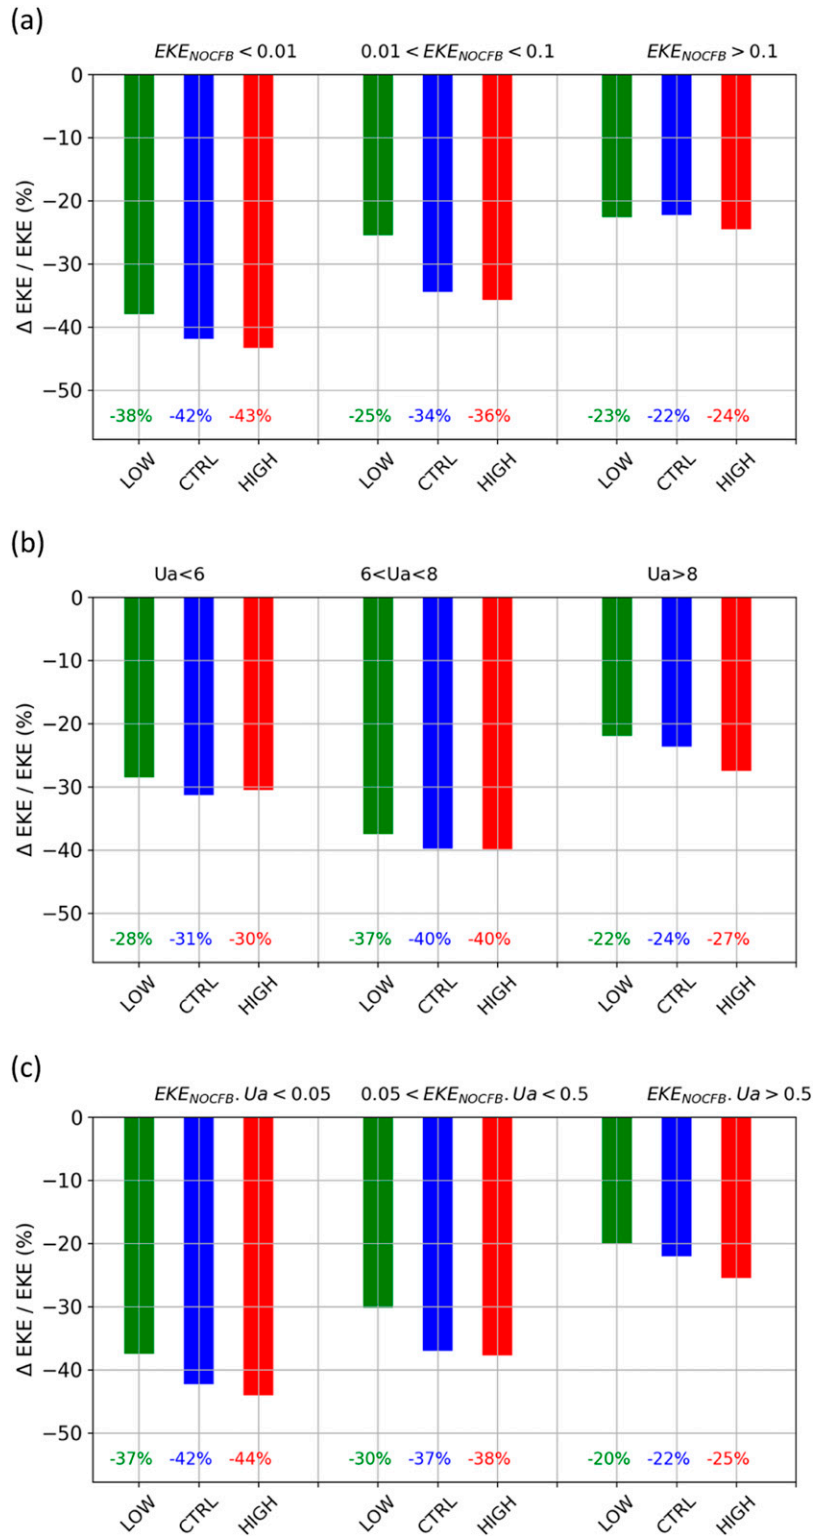 (a)
EKE_NOCFB < 0.01 0.01 < EKE_NOCFB < 0.1 EKE_NOCFB > 0.1
Δ EKE / EKE (%)
0
−10
−20
−30
−40
−50
-38% -42% -43% -25% -34% -36% -23% -22% -24%
LOW CTRL HIGH LOW CTRL HIGH LOW CTRL HIGH
(b)
Ua<6 6<Ua<8 Ua>8
Δ EKE / EKE (%)
0
−10
−20
−30
−40
−50
-28% -31% -30% -37% -40% -40% -22% -24% -27%
LOW CTRL HIGH LOW CTRL HIGH LOW CTRL HIGH
(c)
EKE_NOCFB. Ua < 0.05 0.05 < EKE_NOCFB. Ua < 0.5 EKE_NOCFB. Ua > 0.5
Δ EKE / EKE (%)
0
−10
−20
−30
−40
−50
-37% -42% -44% -30% -37% -38% -20% -22% -25%
LOW CTRL HIGH LOW CTRL HIGH LOW CTRL HIGH